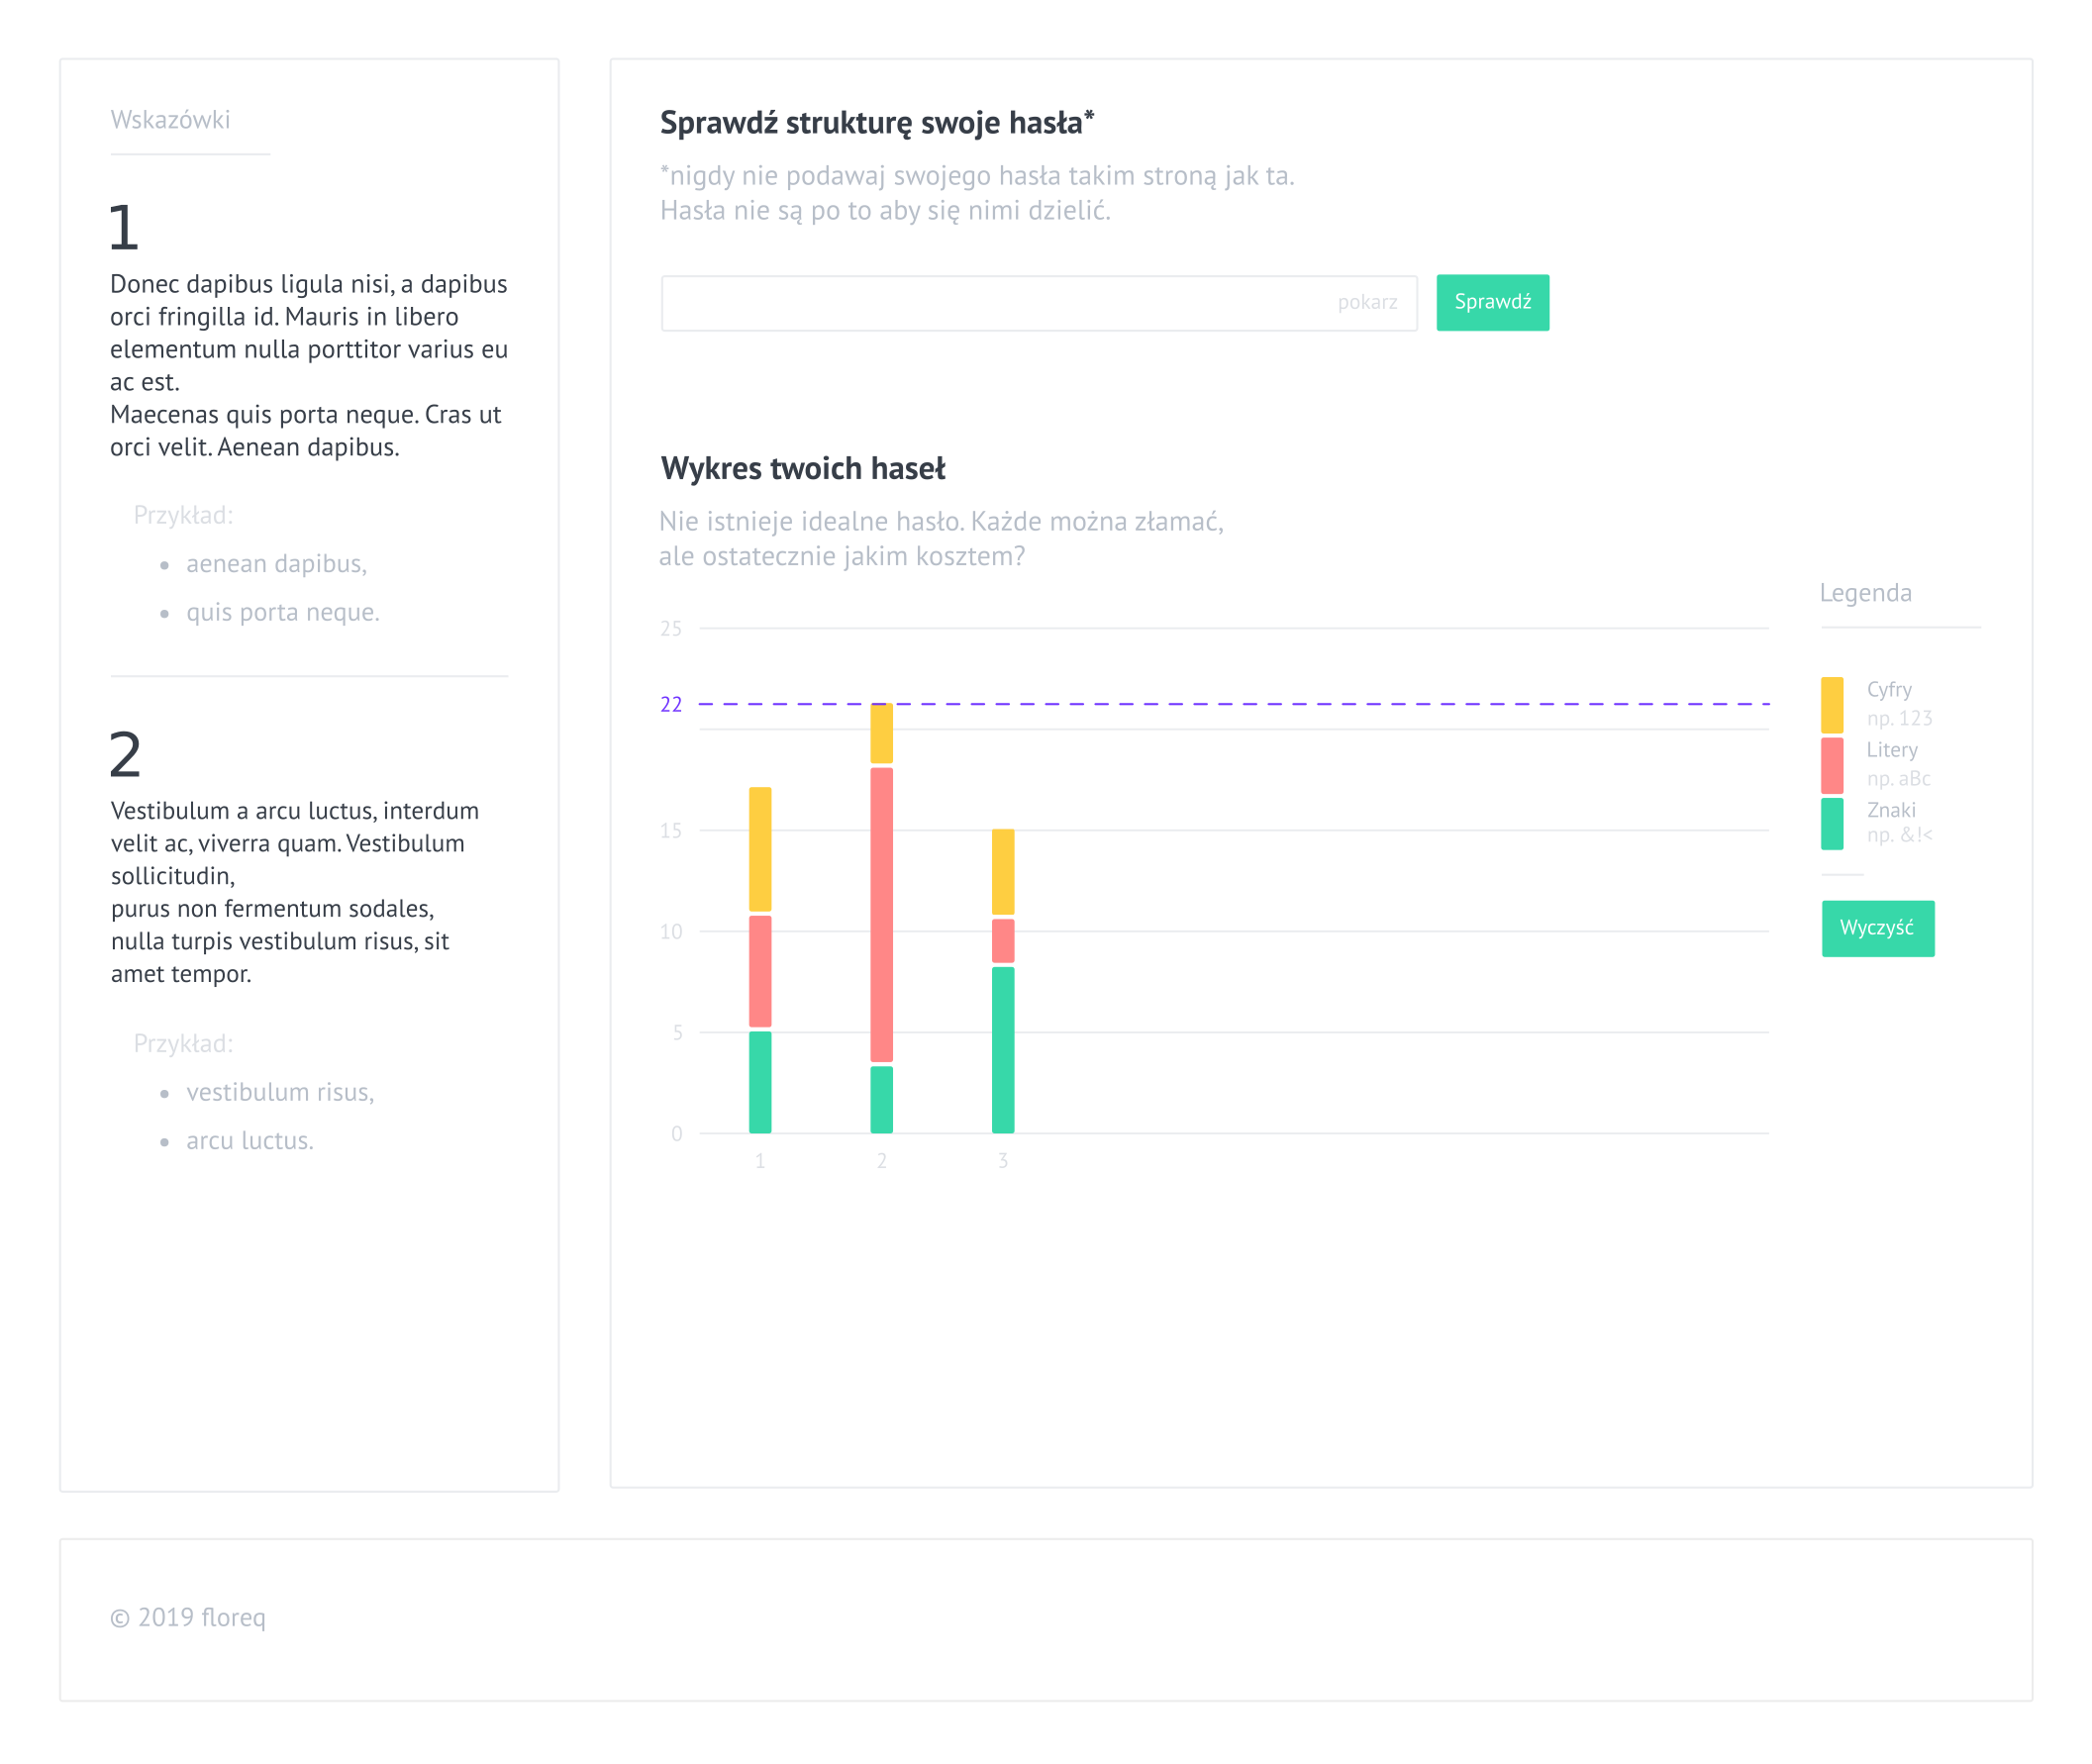 Wskazówki
1
Donec dapibus ligula nisi, a dapibus
orci fringilla id. Mauris in libero
elementum nulla porttitor varius eu
ac est.
Maecenas quis porta neque. Cras ut
orci velit. Aenean dapibus.
Przykład:
• aenean dapibus,
• quis porta neque.
2
Vestibulum a arcu luctus, interdum
velit ac, viverra quam. Vestibulum
sollicitudin,
purus non fermentum sodales,
nulla turpis vestibulum risus, sit
amet tempor.
Przykład:
• vestibulum risus,
• arcu luctus.
Sprawdź strukturę swoje hasła*
*nigdy nie podawaj swojego hasła takim stroną jak ta.
Hasła nie są po to aby się nimi dzielić.
pokarz
Sprawdź
Wykres twoich haseł
Nie istnieje idealne hasło. Każde można złamać,
ale ostatecznie jakim kosztem?
25
22
15
10
5
0
1 2 3
Legenda
Cyfry
np. 123
Litery
np. aBc
Znaki
np. &!<
Wyczyść
© 2019 floreq